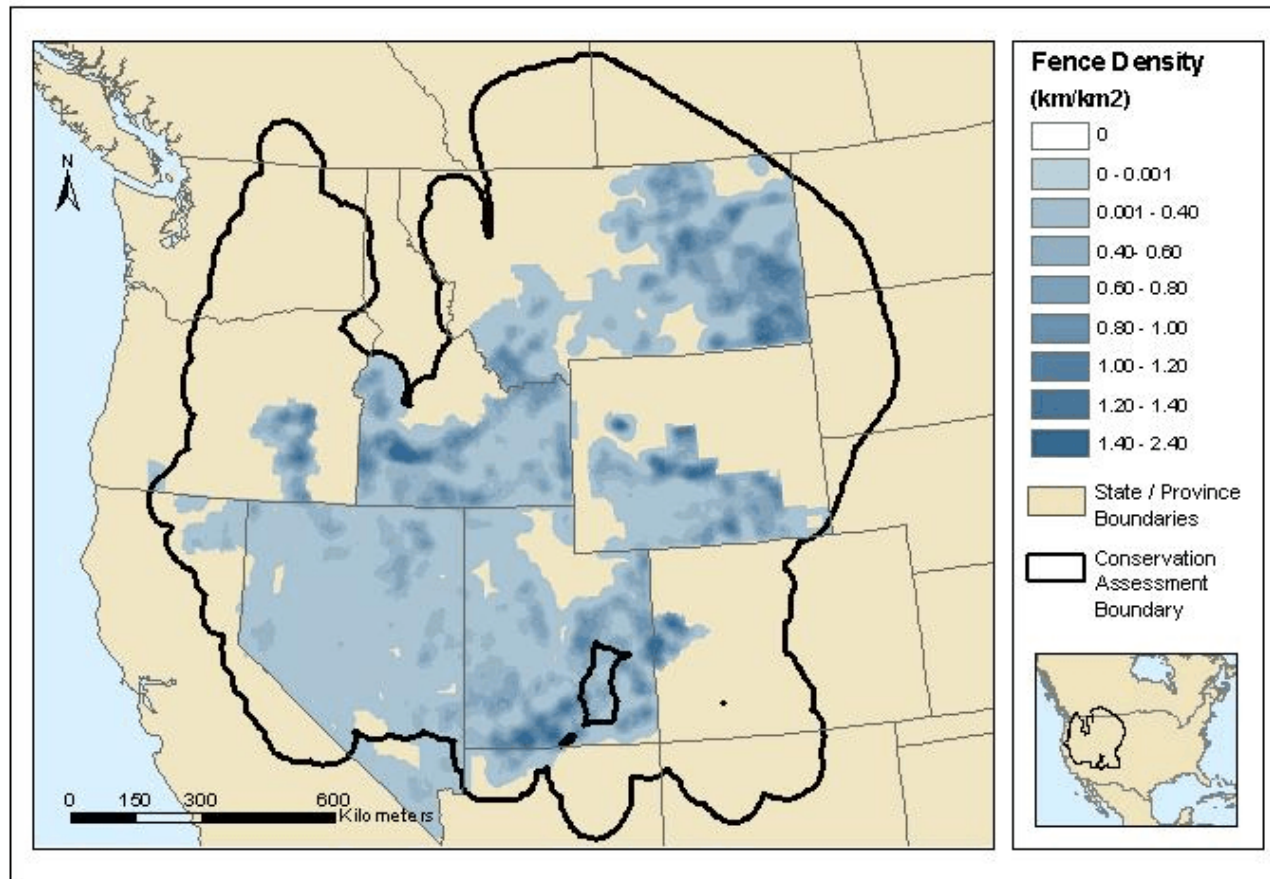 N
0 150 300 600
Kilometers
Fence Density
(km/km2)
0
0 - 0.001
0.001 - 0.40
0.40- 0.60
0.60 - 0.80
0.80 - 1.00
1.00 - 1.20
1.20 - 1.40
1.40 - 2.40
State / Province
Boundaries
Conservation
Assessment
Boundary